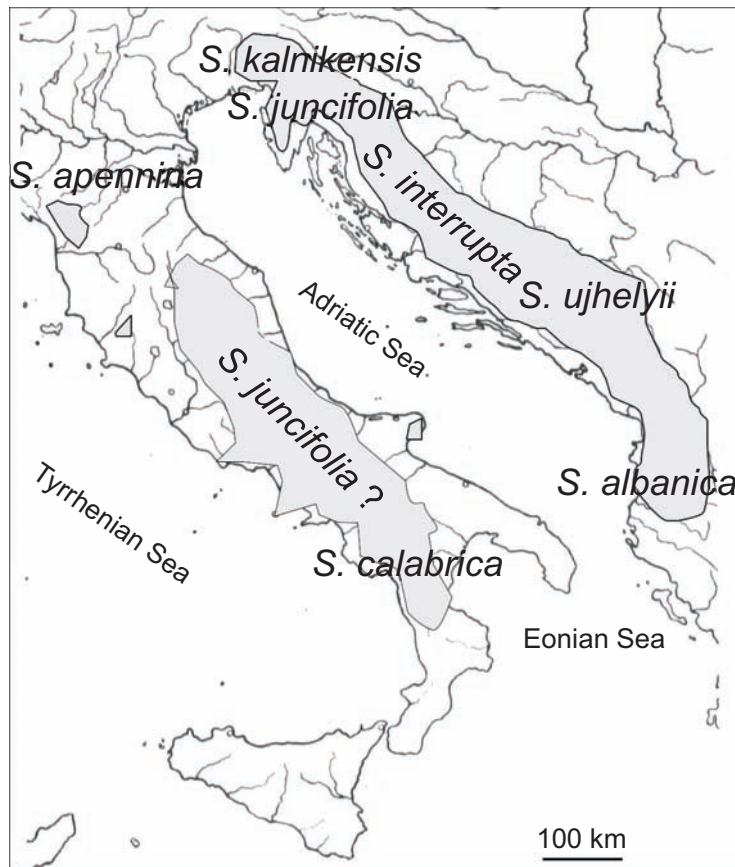 S. kalnikensis
S. juncifolia
S. apennina
S. interrupta
S. ujhelyii
Adriatic Sea
S. juncifolia ?
S. albanica
Tyrrhenian Sea
S. calabrica
Eonian Sea
100 km